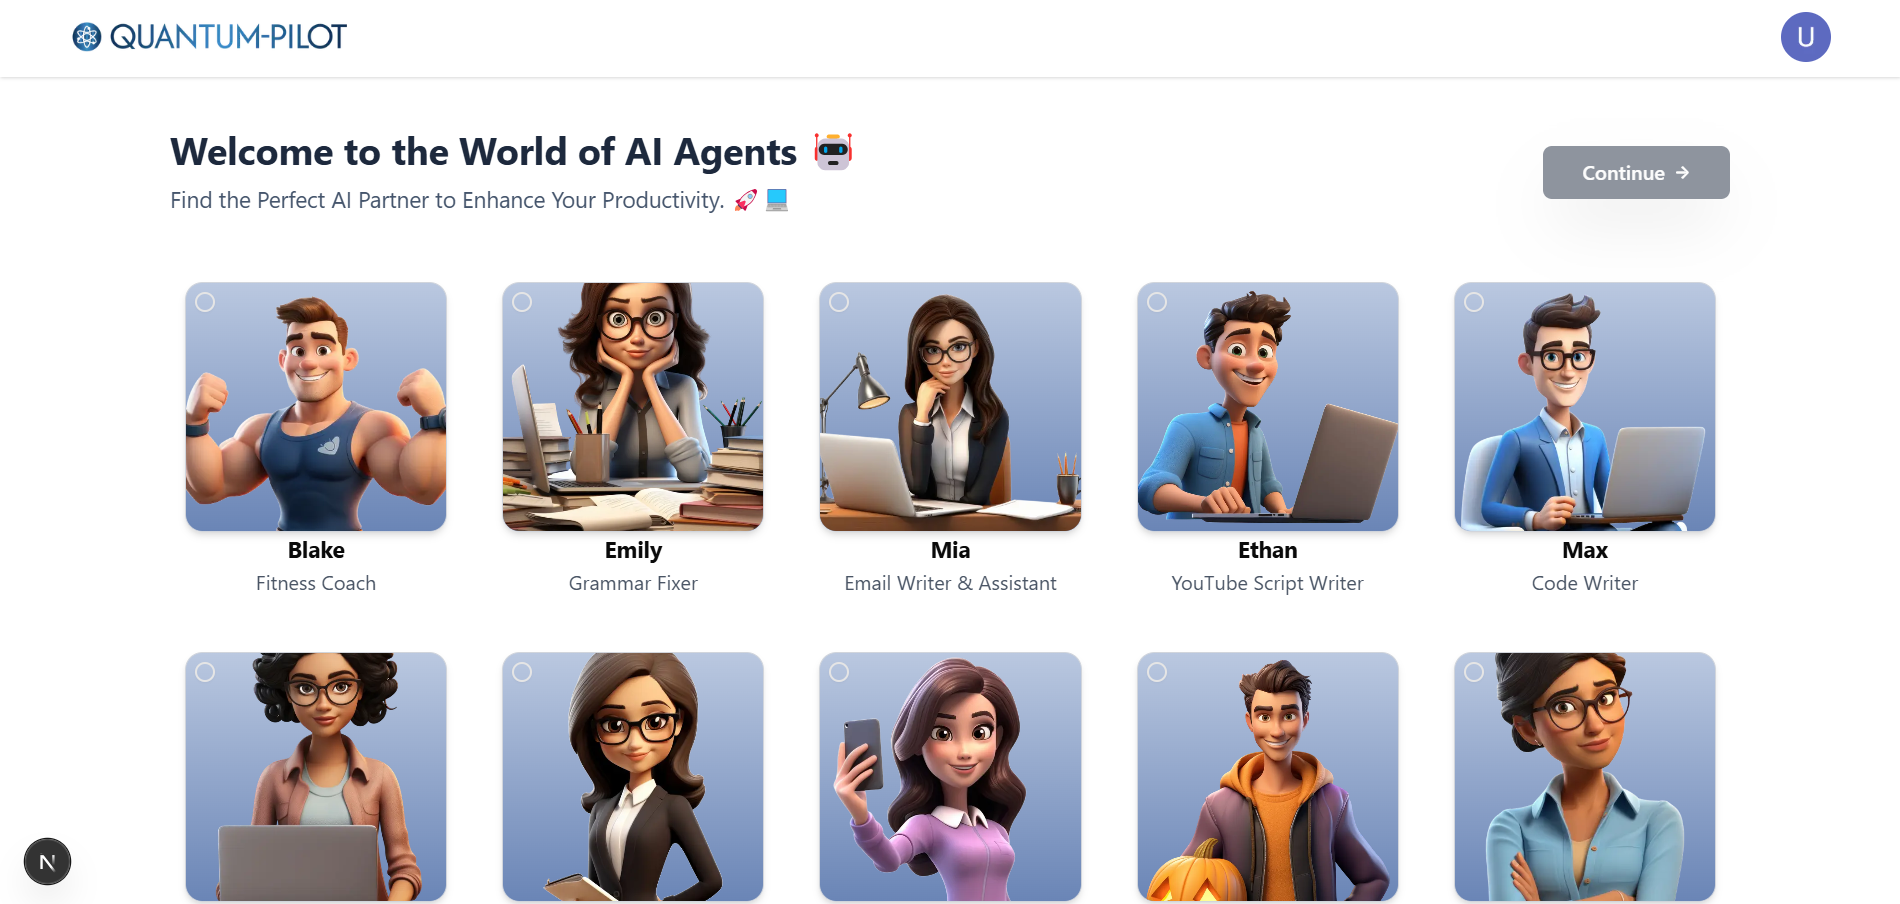 QUANTUM-PILOT
U
Welcome to the World of AI Agents
Continue →
Find the Perfect AI Partner to Enhance Your Productivity.
Blake
Emily
Mia
Ethan
Max
Fitness Coach
Grammar Fixer
Email Writer & Assistant
YouTube Script Writer
Code Writer
N